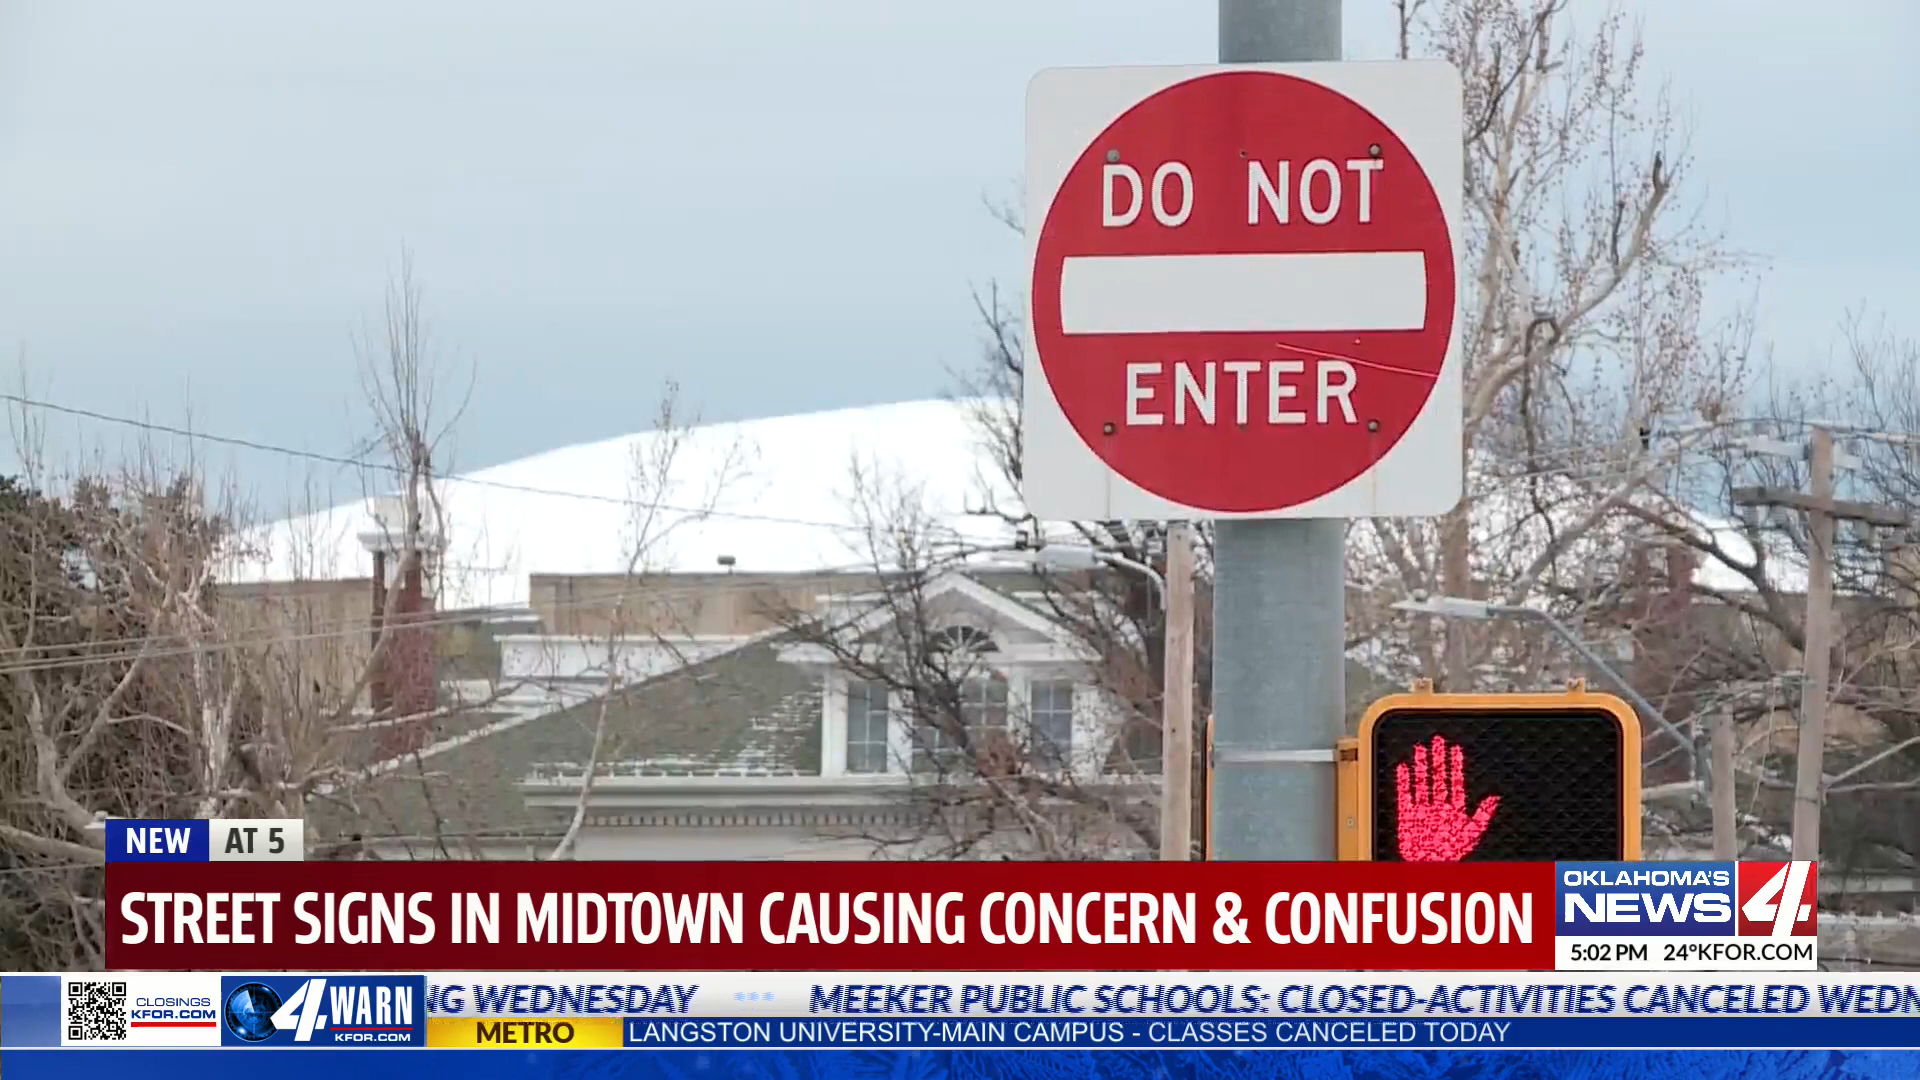 DO NOT
ENTER
NEW AT 5
STREET SIGNS IN MIDTOWN CAUSING CONCERN & CONFUSION
OKLAHOMA'S
NEWS 4
5:02 PM 24° KFOR.COM
CLOSINGS
KFOR.COM
4WARN
KFOR.COM
WEDNESDAY MEEKER PUBLIC SCHOOLS: CLOSED-ACTIVITIES CANCELED
METRO LANGSTON UNIVERSITY-MAIN CAMPUS - CLASSES CANCELED TODAY